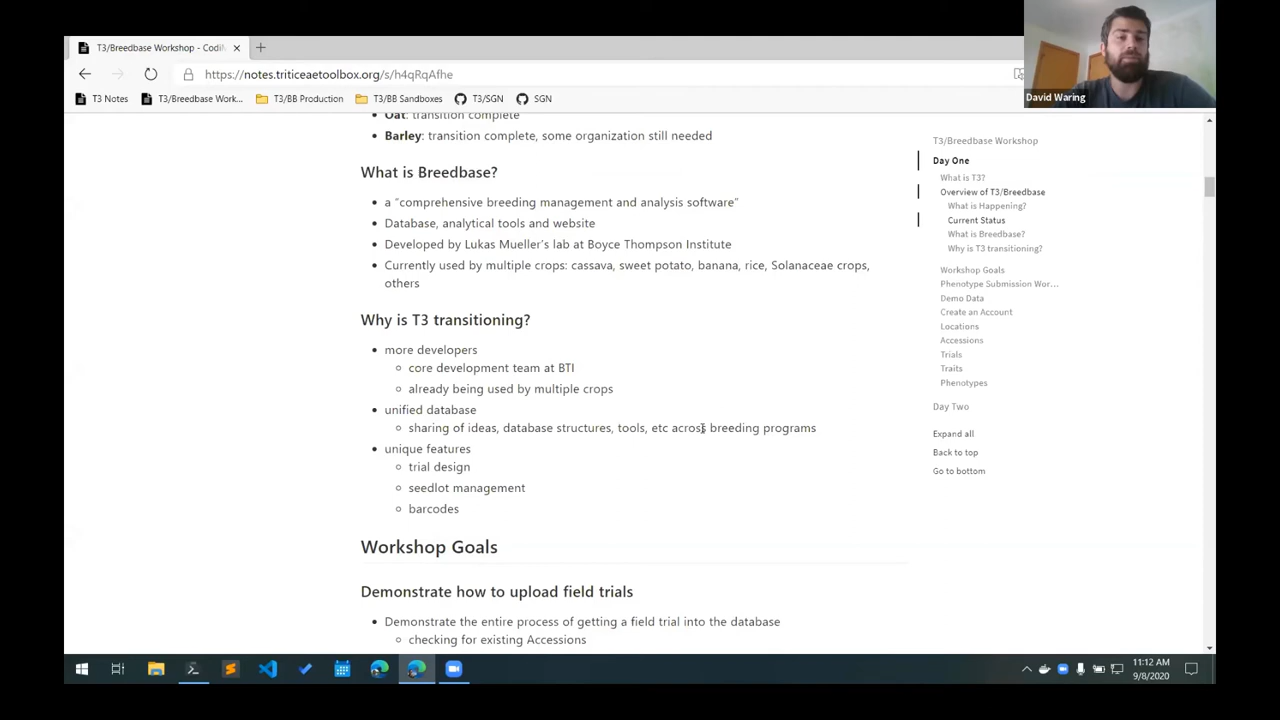 T3/Breedbase Workshop - CodiM
https://notes.triticeaetoolbox.org/s/h4qRqAfhe
T3 Notes
T3/Breedbase Work...
T3/BB Production
T3/BB Sandboxes
T3/SGN
SGN
David Waring
Oat: transition complete
Barley: transition complete, some organization still needed
What is Breedbase?
a “comprehensive breeding management and analysis software”
Database, analytical tools and website
Developed by Lukas Mueller’s lab at Boyce Thompson Institute
Currently used by multiple crops: cassava, sweet potato, banana, rice, Solanaceae crops,
others
Why is T3 transitioning?
more developers
core development team at BTI
already being used by multiple crops
unified database
sharing of ideas, database structures, tools, etc across breeding programs
unique features
trial design
seedlot management
barcodes
Workshop Goals
Demonstrate how to upload field trials
Demonstrate the entire process of getting a field trial into the database
checking for existing Accessions
T3/Breedbase Workshop
Day One
What is T3?
Overview of T3/Breedbase
What is Happening?
Current Status
What is Breedbase?
Why is T3 transitioning?
Workshop Goals
Phenotype Submission Wor...
Demo Data
Create an Account
Locations
Accessions
Trials
Traits
Phenotypes
Day Two
Expand all
Back to top
Go to bottom
11:12 AM
9/8/2020